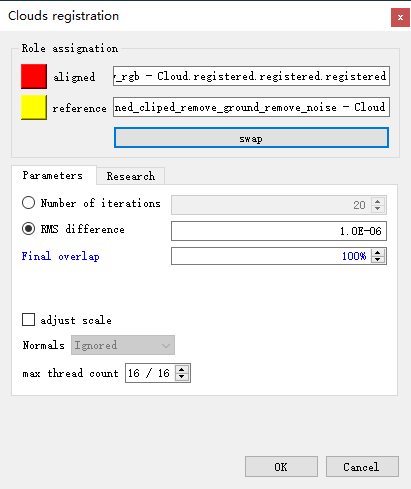 Clouds registration
x
Role assignation
aligned
_rgb - Cloud.registered.registered.registered
reference
ned_cliped_remove_ground_remove_noise - Cloud
swap
Parameters Research
Number of iterations 20
RMS difference 1.0E-06
Final overlap 100%
adjust scale
Normals Ignored
max thread count 16 / 16
OK Cancel